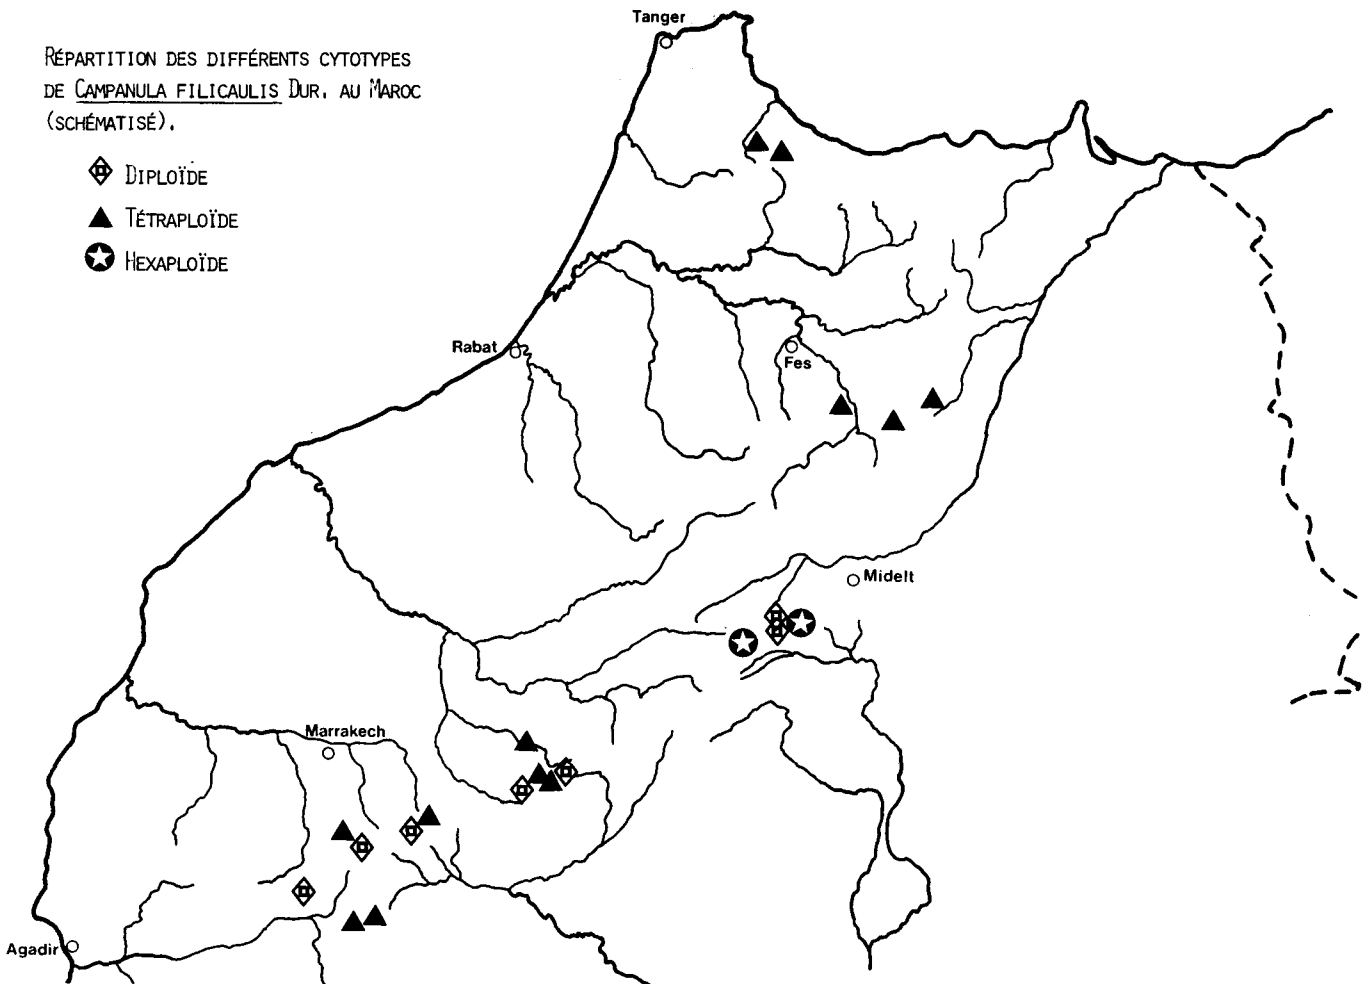 RÉPARTITION DES DIFFÉRENTS CYTOTYPES
DE CAMPANULA FILICAULIS DUR. AU MAROC
(SCHÉMATISÉ).
DIPLOÏDE
TÉTRAPLOÏDE
HEXAPLOÏDE
Tanger
Rabat
Fes
Midelt
Marrakech
Agadir